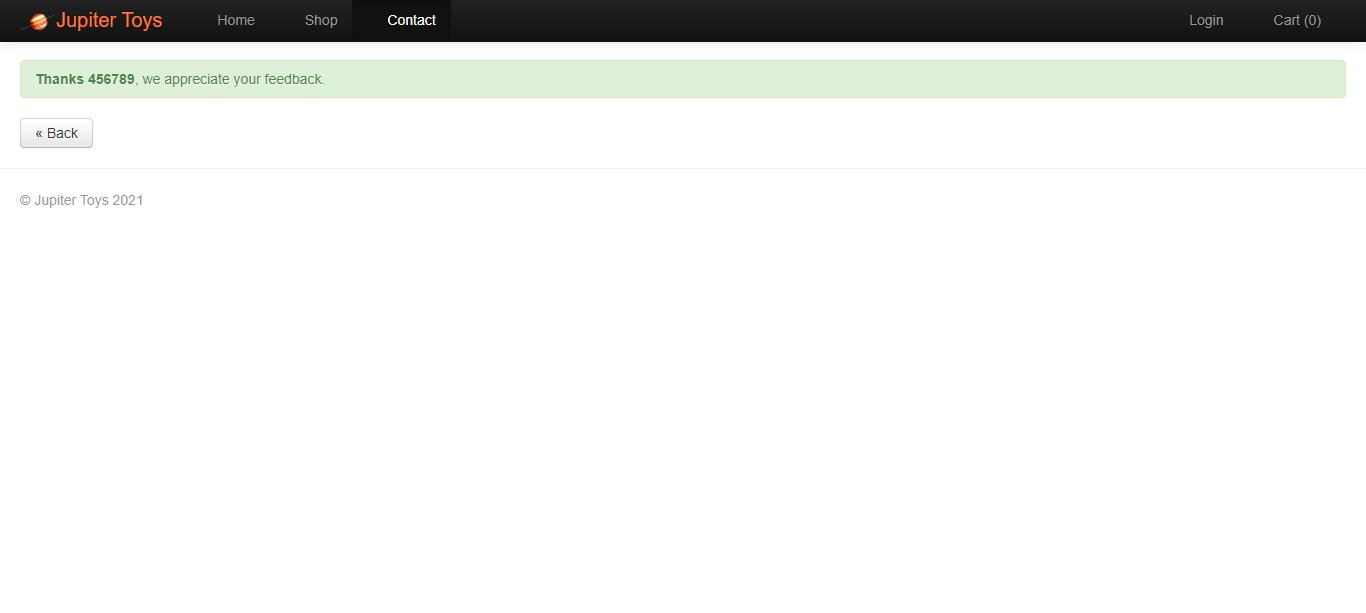 Jupiter Toys Home Shop Contact Login Cart (0)
Thanks 456789, we appreciate your feedback.
« Back
© Jupiter Toys 2021